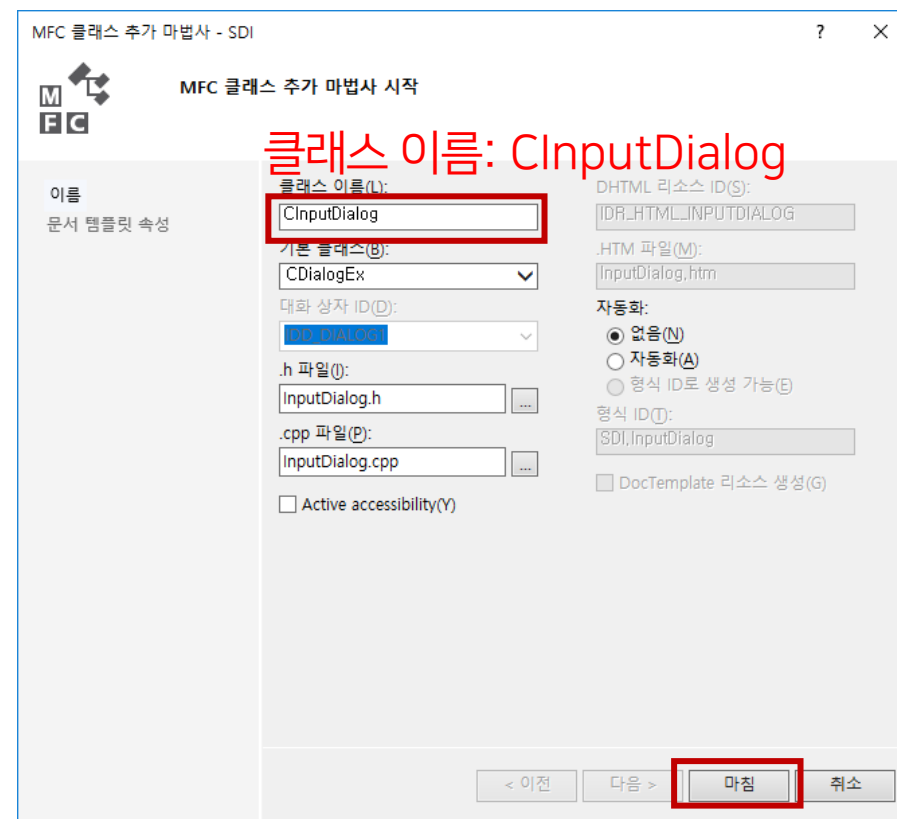 MFC 클래스 추가 마법사 - SDI
?
M
F C
MFC 클래스 추가 마법사 시작
클래스 이름: CInputDialog
이름
문서 템플릿 속성
클래스 이름(L):
CInputDialog
기본 클래스(B):
CDialogEx
대화 상자 ID(D):
IDD_DIALOG1
.h 파일(I):
InputDialog.h
...
.cpp 파일(P):
InputDialog.cpp
...
Active accessibility(Y)
DHTML 리소스 ID(S):
IDR_HTML_INPUTDIALOG
.HTM 파일(M):
InputDialog.htm
자동화:
없음(N)
자동화(A)
형식 ID로 생성 가능(E)
형식 ID(T):
SDI.InputDialog
DocTemplate 리소스 생성(G)
< 이전
다음 >
마침
취소